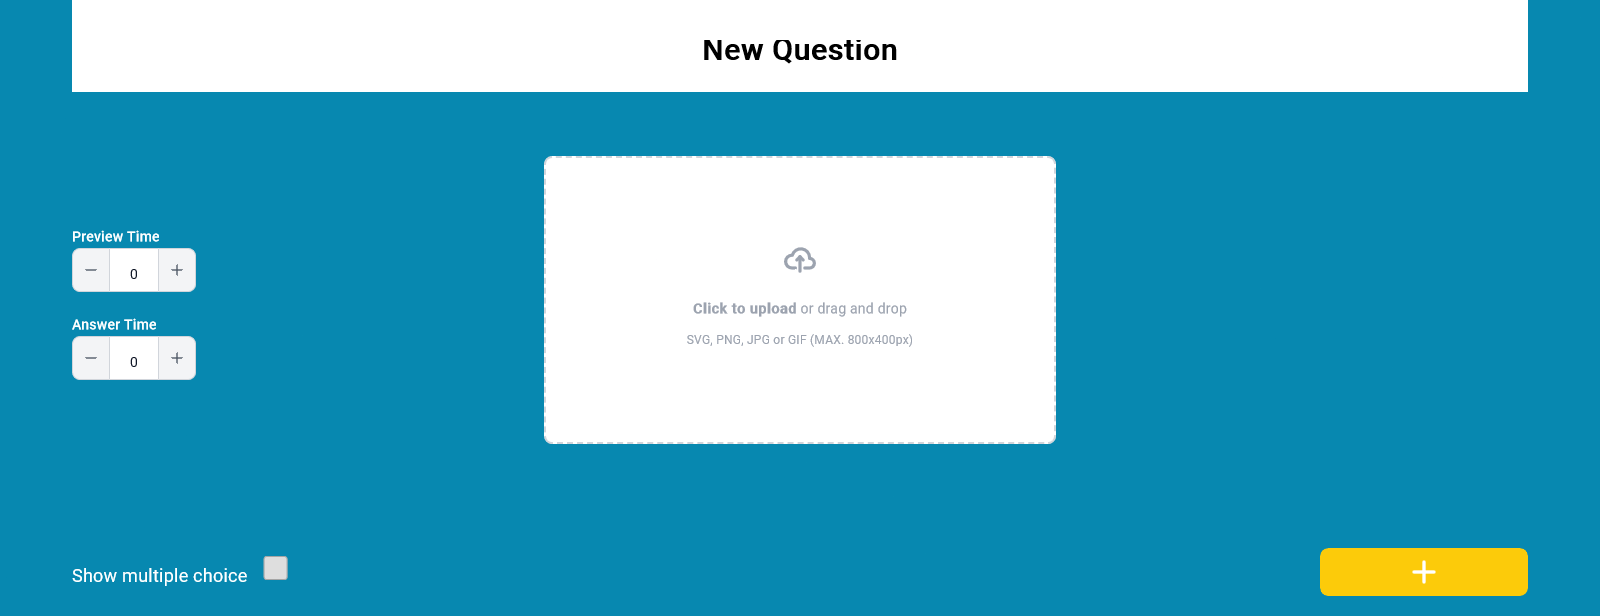 New Question
Preview Time
0
Answer Time
0
Click to upload or drag and drop
SVG, PNG, JPG or GIF (MAX. 800x400px)
Show multiple choice